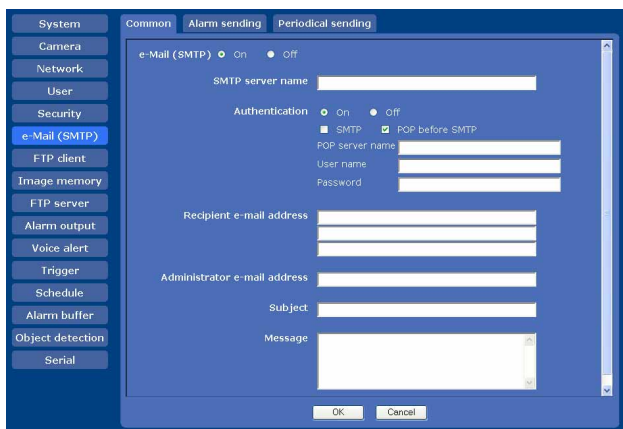 System
Camera
Network
User
Security
e-Mail (SMTP)
FTP client
Image memory
FTP server
Alarm output
Voice alert
Trigger
Schedule
Alarm buffer
Object detection
Serial
Common Alarm sending Periodical sending
e-Mail (SMTP) On Off
SMTP server name
Authentication On Off
SMTP POP before SMTP
POP server name
User name
Password
Recipient e-mail address
Administrator e-mail address
Subject
Message
OK Cancel